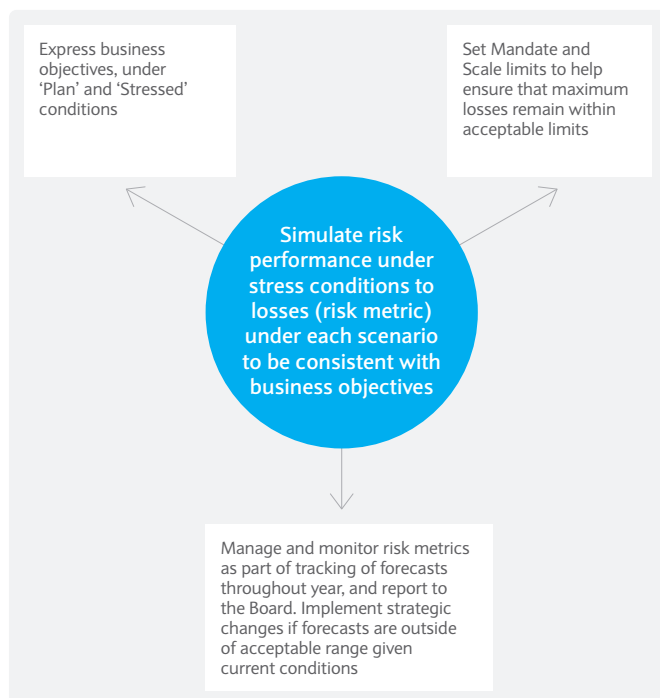 Express business
objectives, under
‘Plan’ and ‘Stressed’
conditions
Set Mandate and
Scale limits to help
ensure that maximum
losses remain within
acceptable limits
Simulate risk
performance under
stress conditions to
losses (risk metric)
under each scenario
to be consistent with
business objectives
Manage and monitor risk metrics
as part of tracking of forecasts
throughout year, and report to
the Board. Implement strategic
changes if forecasts are outside
of acceptable range given
current conditions